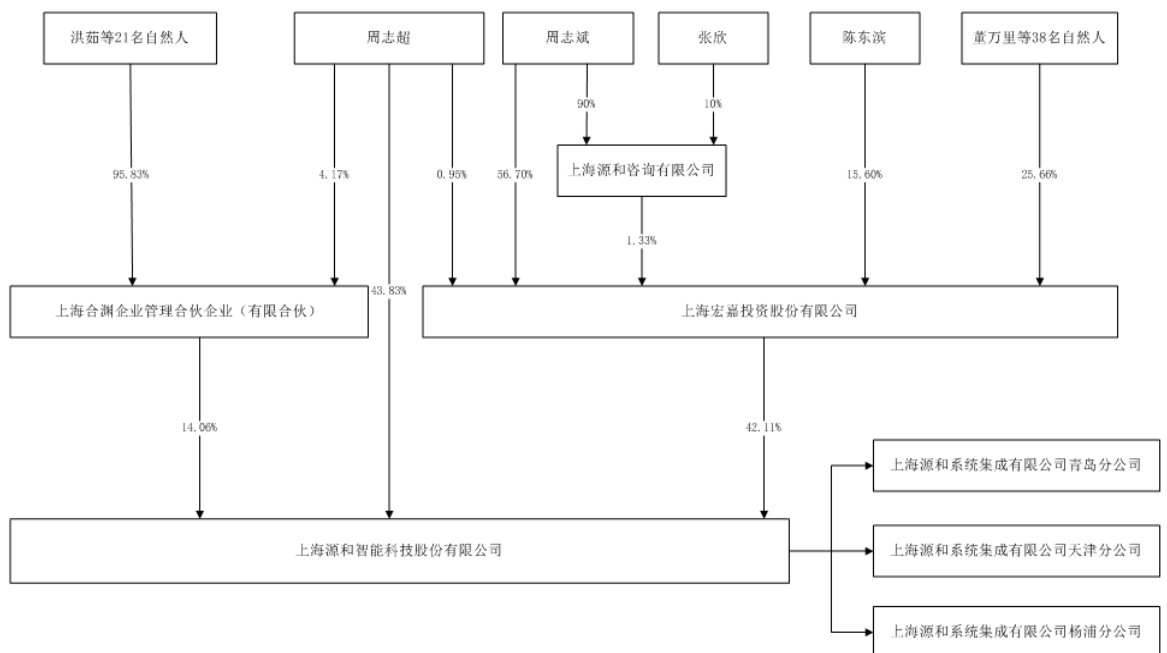 洪茹等21名自然人
周志超
周志斌
张欣
陈东滨
董万里等38名自然人
90%
10%
上海源和咨询有限公司
95.83%
4.17%
0.95%
56.70%
15.60%
25.66%
1.33%
43.83%
上海合渊企业管理合伙企业（有限合伙）
上海宏嘉投资股份有限公司
14.06%
42.11%
上海源和系统集成有限公司青岛分公司
上海源和智能科技股份有限公司
上海源和系统集成有限公司天津分公司
上海源和系统集成有限公司杨浦分公司